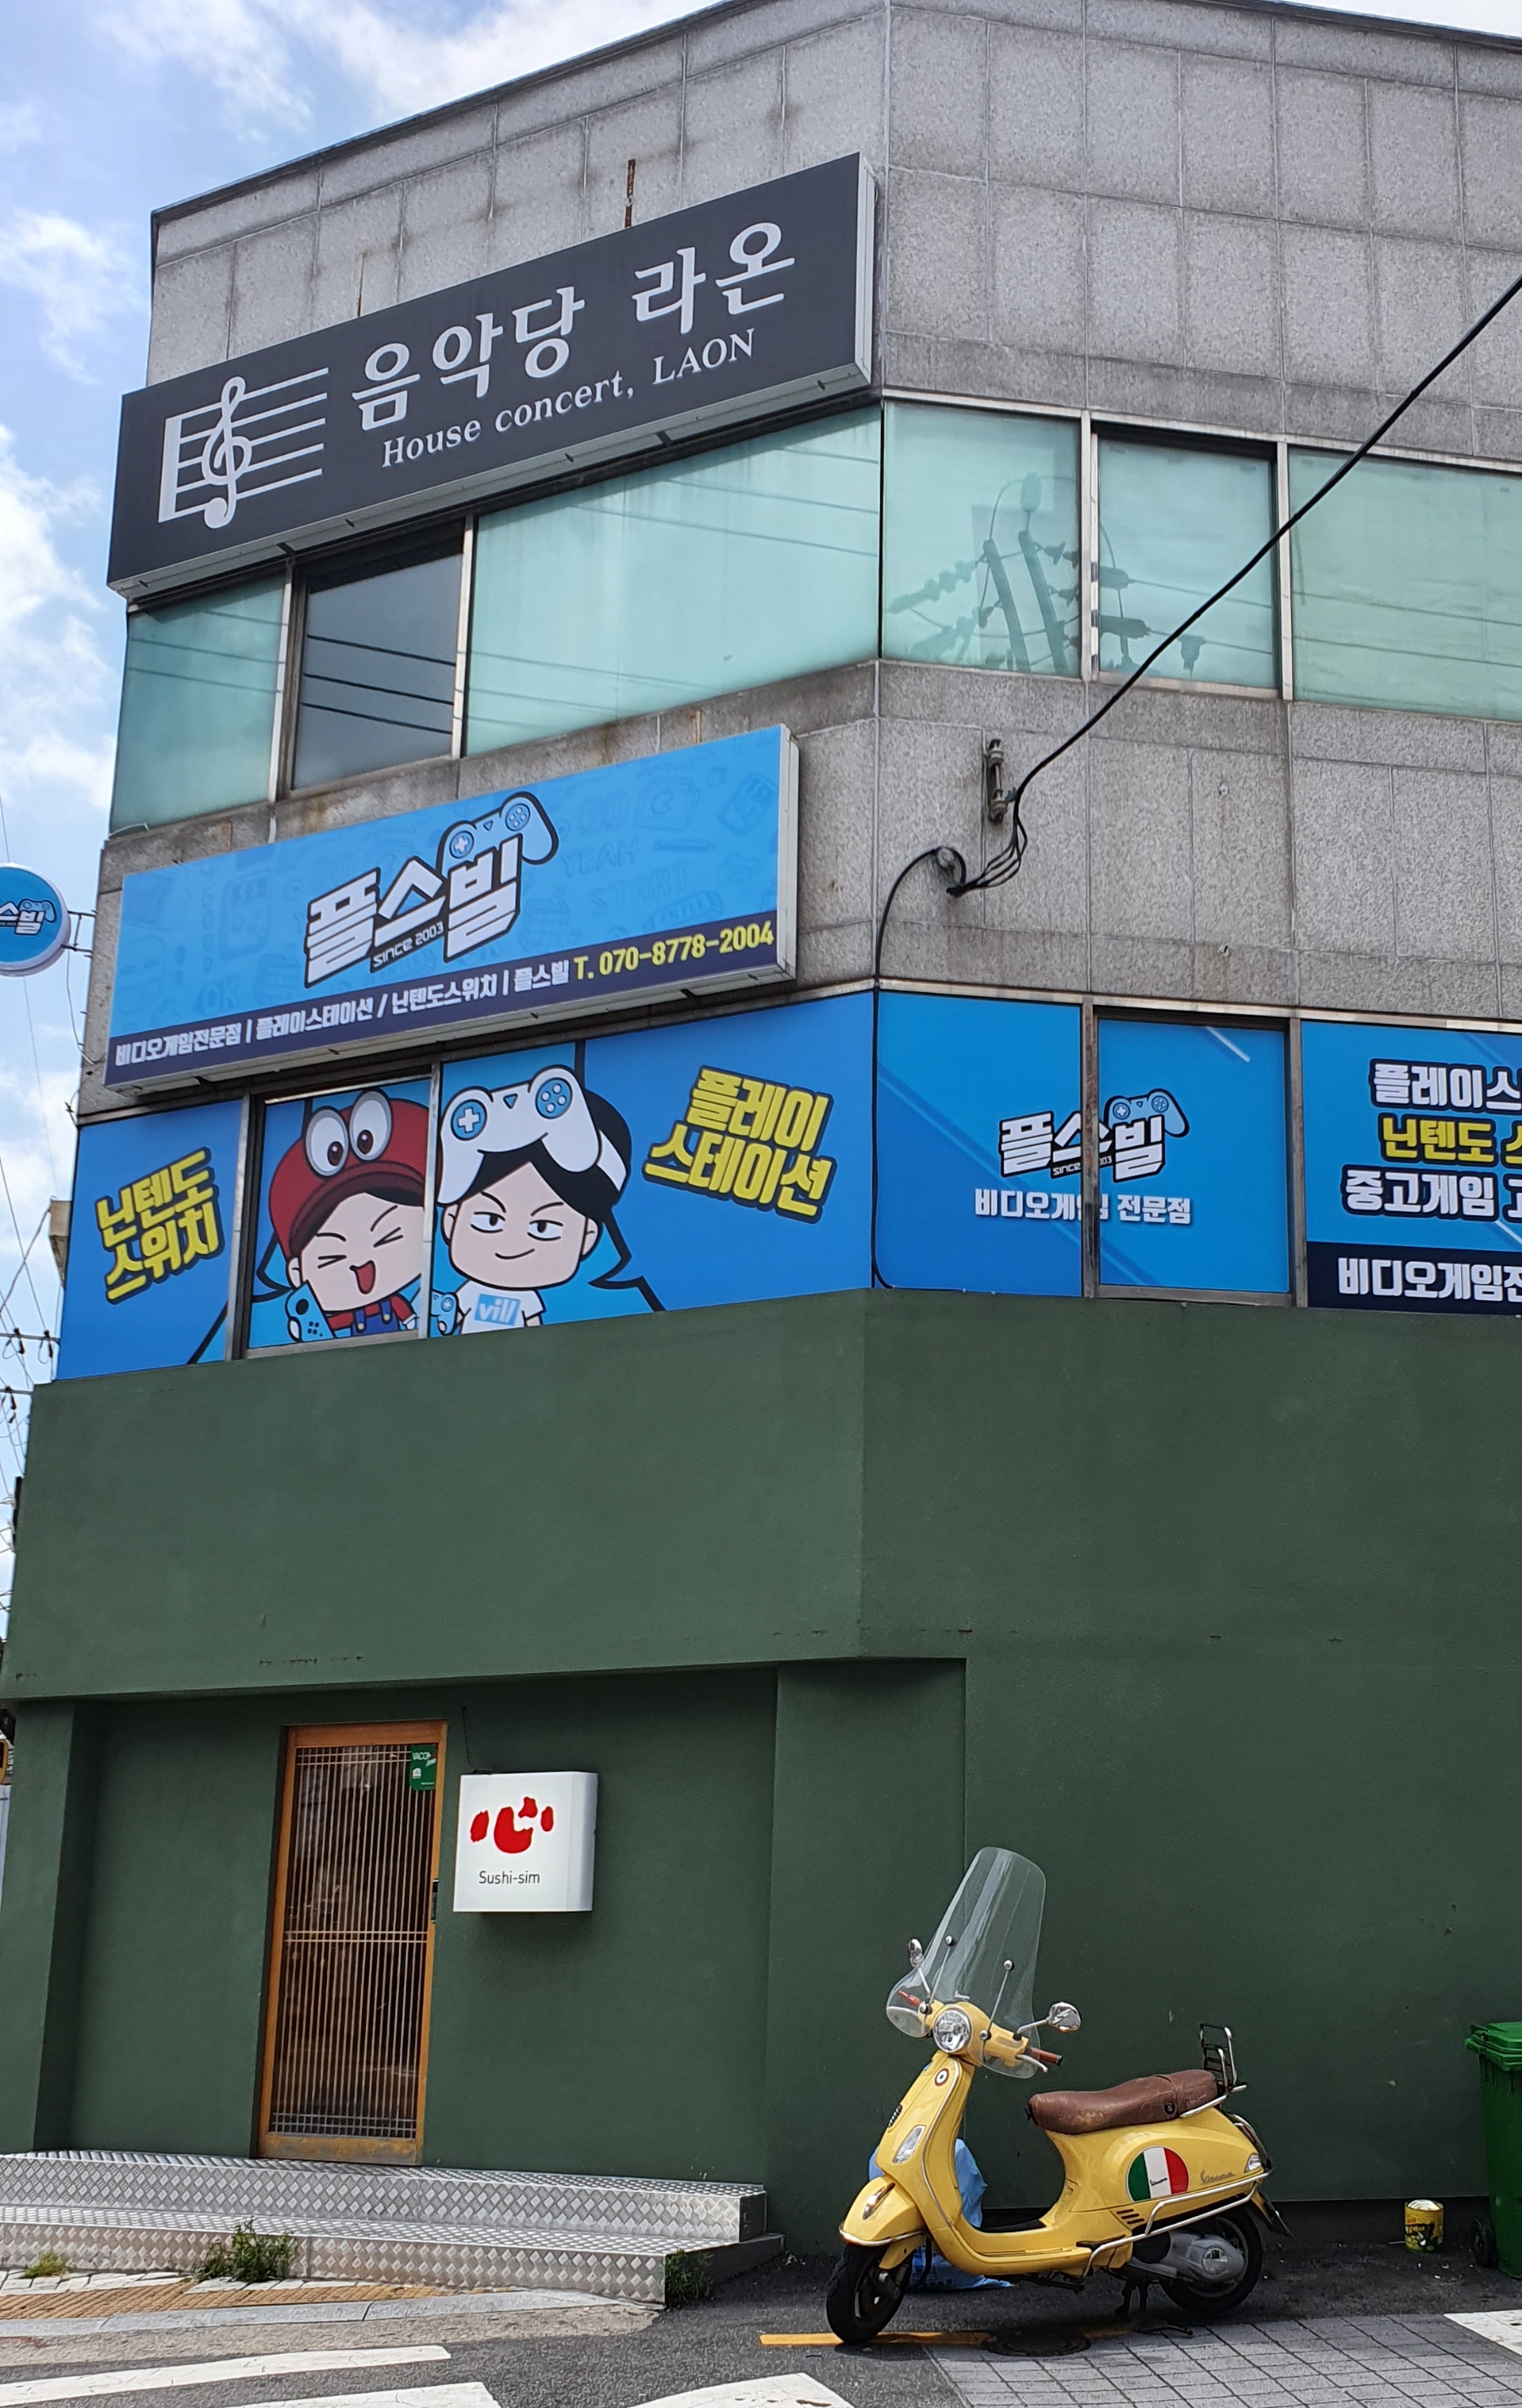 음악당 라온
House concert, LAON
플스빌
since 2003
비디오게임전문점 | 플레이스테이션 / 닌텐도스위치 | 플스빌 T. 070-8778-2004
스빌
닌텐도
스위치
vill
플레이
스테이션
플스빌
비디오게임 전문점
플레이스
닌텐도 스
중고게임
비디오게임전
心
Sushi-sim
Vespa